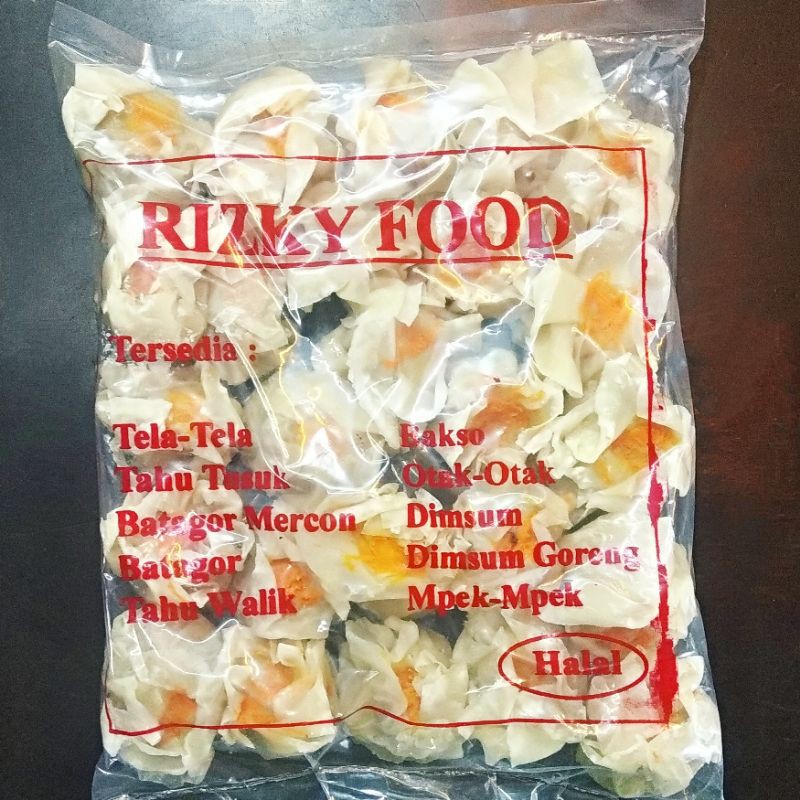 RIZKY FOOD
Tersedia :
Tela-Tela
Tahu Tusuk
Batagor Mercon
Batagor
Tahu Walik
Bakso
Otak-Otak
Dimsum
Dimsum Goreng
Mpek-Mpek
Halal